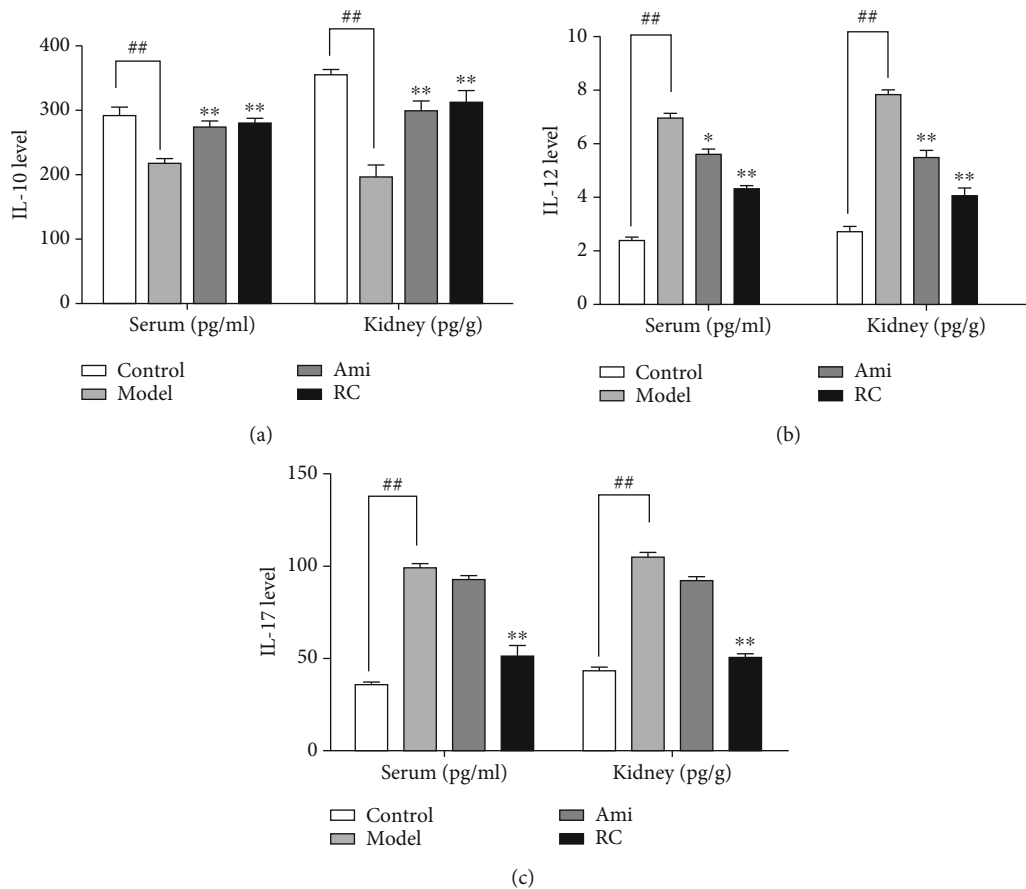 ##
##
** **
** **
400
300
200
100
0
IL-10 level
Serum (pg/ml) Kidney (pg/g)
Control Ami
Model RC
(a)
##
##
*
**
**
**
10
8
6
4
2
0
IL-12 level
Serum (pg/ml) Kidney (pg/g)
Control Ami
Model RC
(b)
##
##
**
**
150
100
50
0
IL-17 level
Serum (pg/ml) Kidney (pg/g)
Control Ami
Model RC
(c)